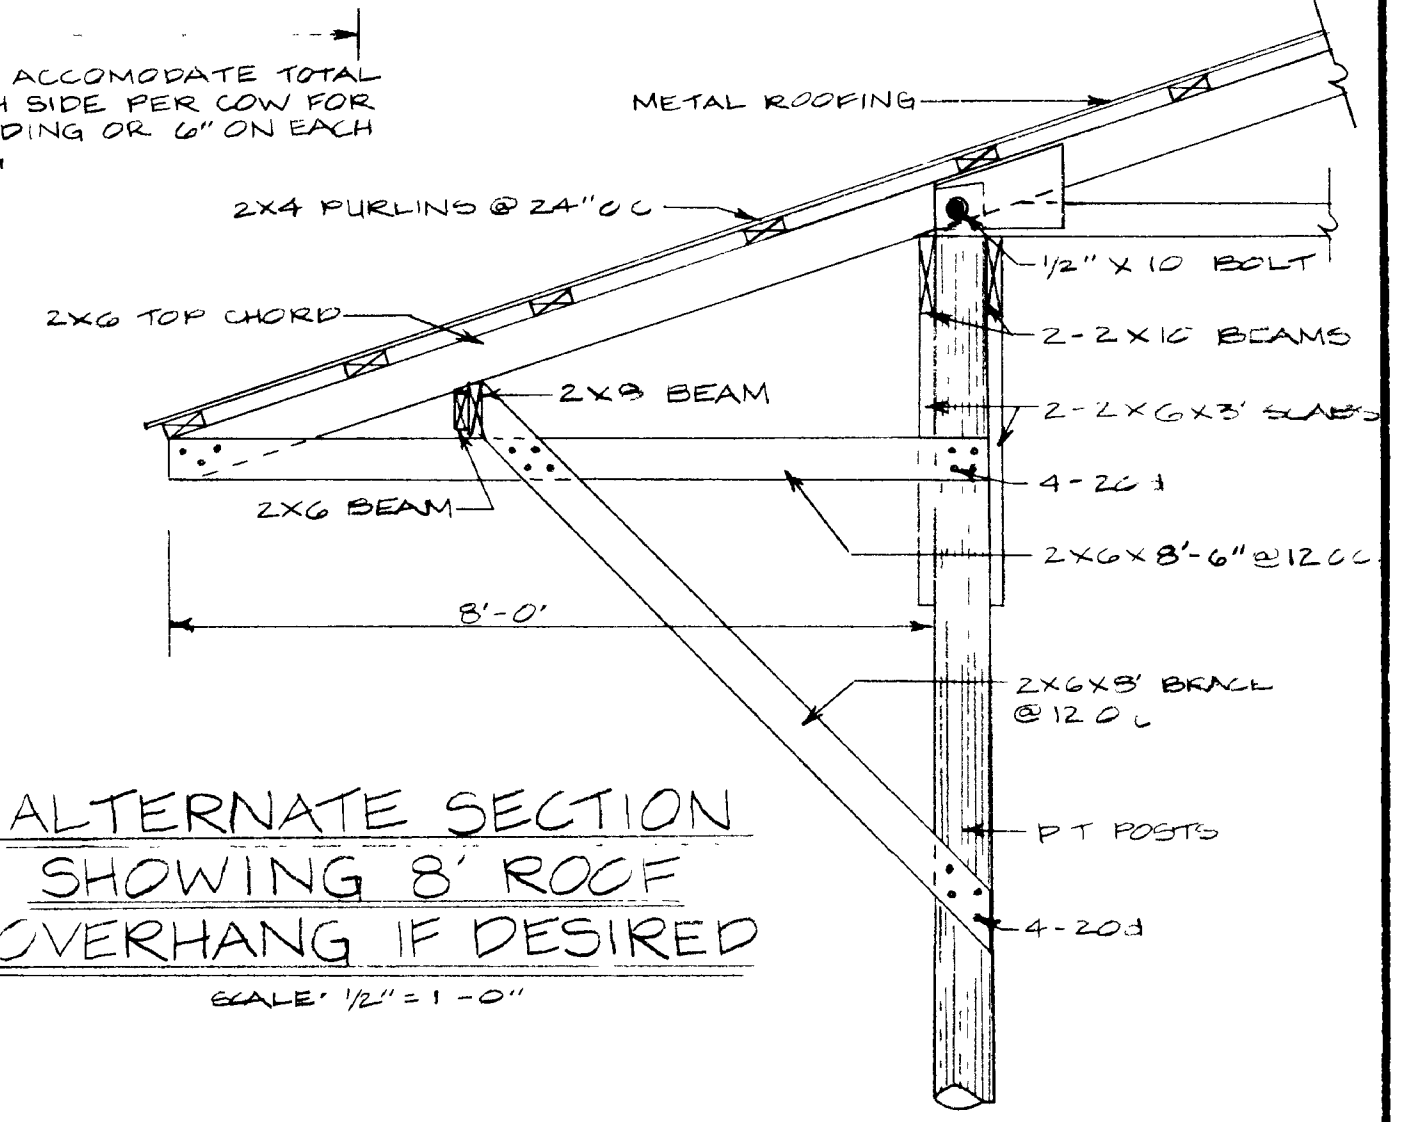 ACCOMODATE TOTAL
SIDE PER COW FOR
DING OR 6" ON EACH
METAL ROOFING
2X4 PURLINS @ 24" OC
1/2" X 10 BOLT
2X6 TOP CHORD
2-2X10 BEAMS
2X8 BEAM
2-2X6X3' SLABS
2X6 BEAM
4-20d
2X6X8'-6" @ 12 OC
8'-0'
2X6X8' BRACE
@ 12 OC
PT POSTS
4-20d
ALTERNATE SECTION
SHOWING 8' ROOF
OVERHANG IF DESIRED
SCALE: 1/2" = 1-0"